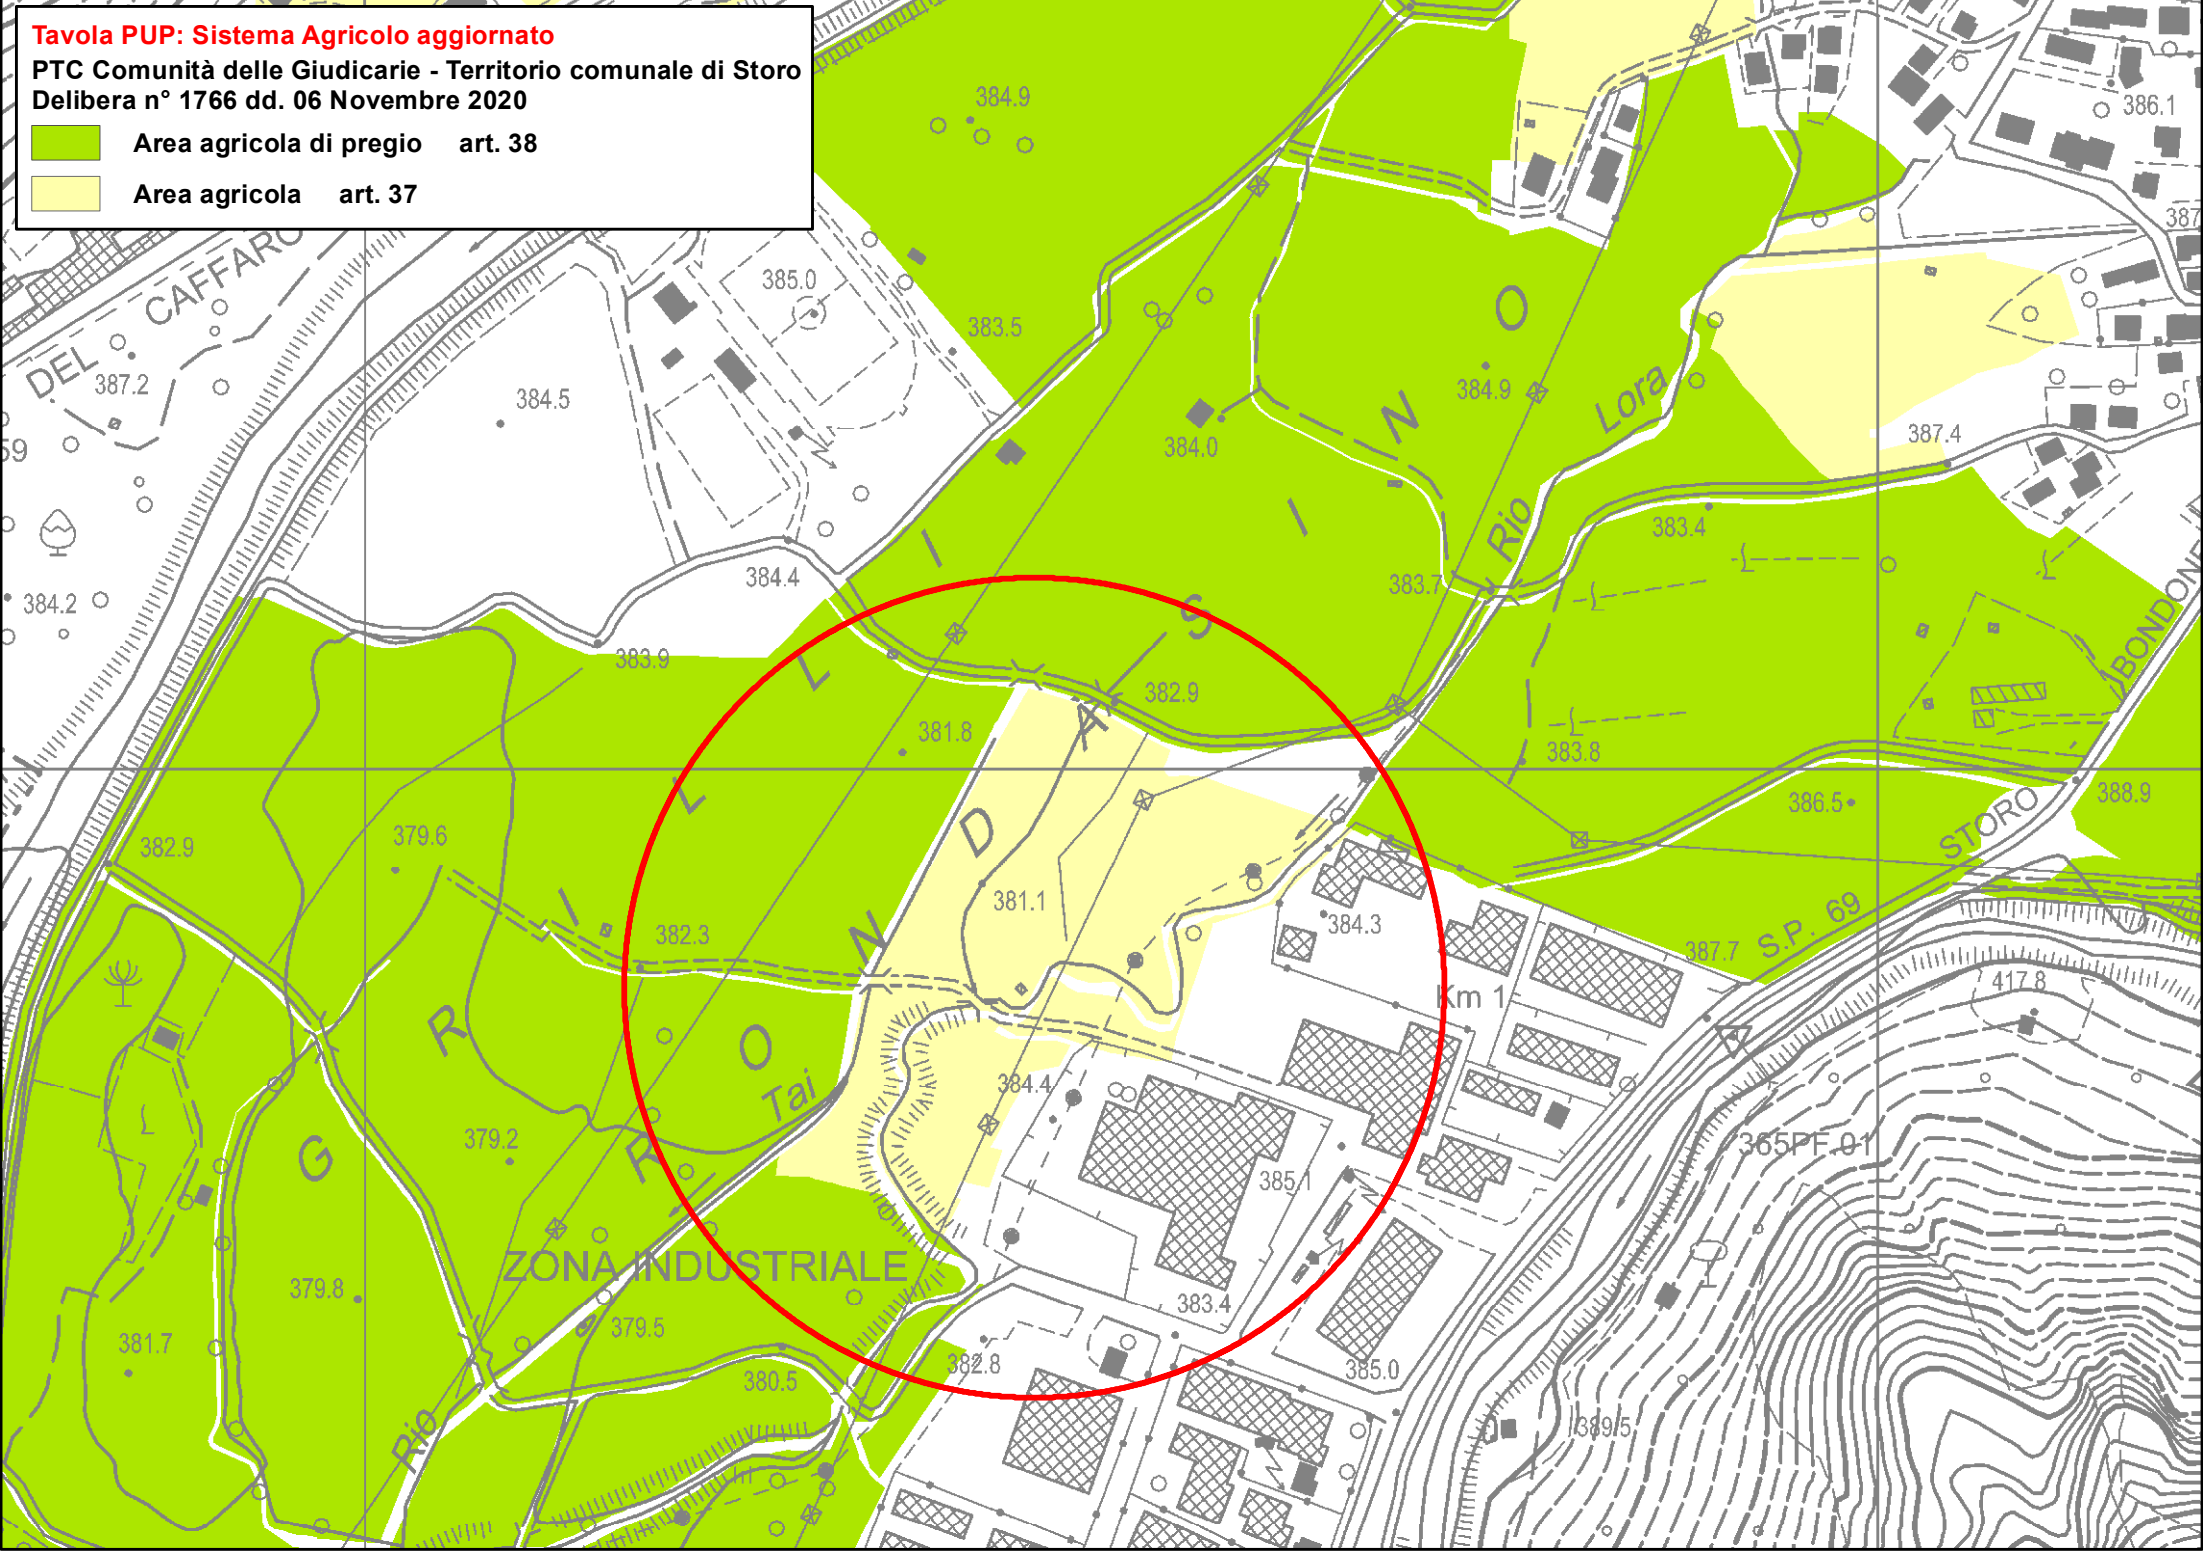 Tavola PUP: Sistema Agricolo aggiornato
PTC Comunità delle Giudicarie - Territorio comunale di Storo
Delibera n° 1766 dd. 06 Novembre 2020
Area agricola di pregio art. 38
Area agricola art. 37
384.9
386.1
387
DEL CAFFARO
385.0
383.5
387.2
384.5
384.9
Lora
384.0
387.4
59
383.4
Rio
384.4
383.7
384.2
383.9
382.9
BONDONE
381.8
383.8
388.9
386.5
STORO
379.6
382.9
381.1
384.3
S.P. 69
382.3
387.7
Km 1
417.8
GRILLI
RONDA
SINO
384.4
Tai
379.2
365PF.01
385.1
ZONA INDUSTRIALE
379.8
383.4
379.5
381.7
382.8
385.0
380.5
Rio
389.5